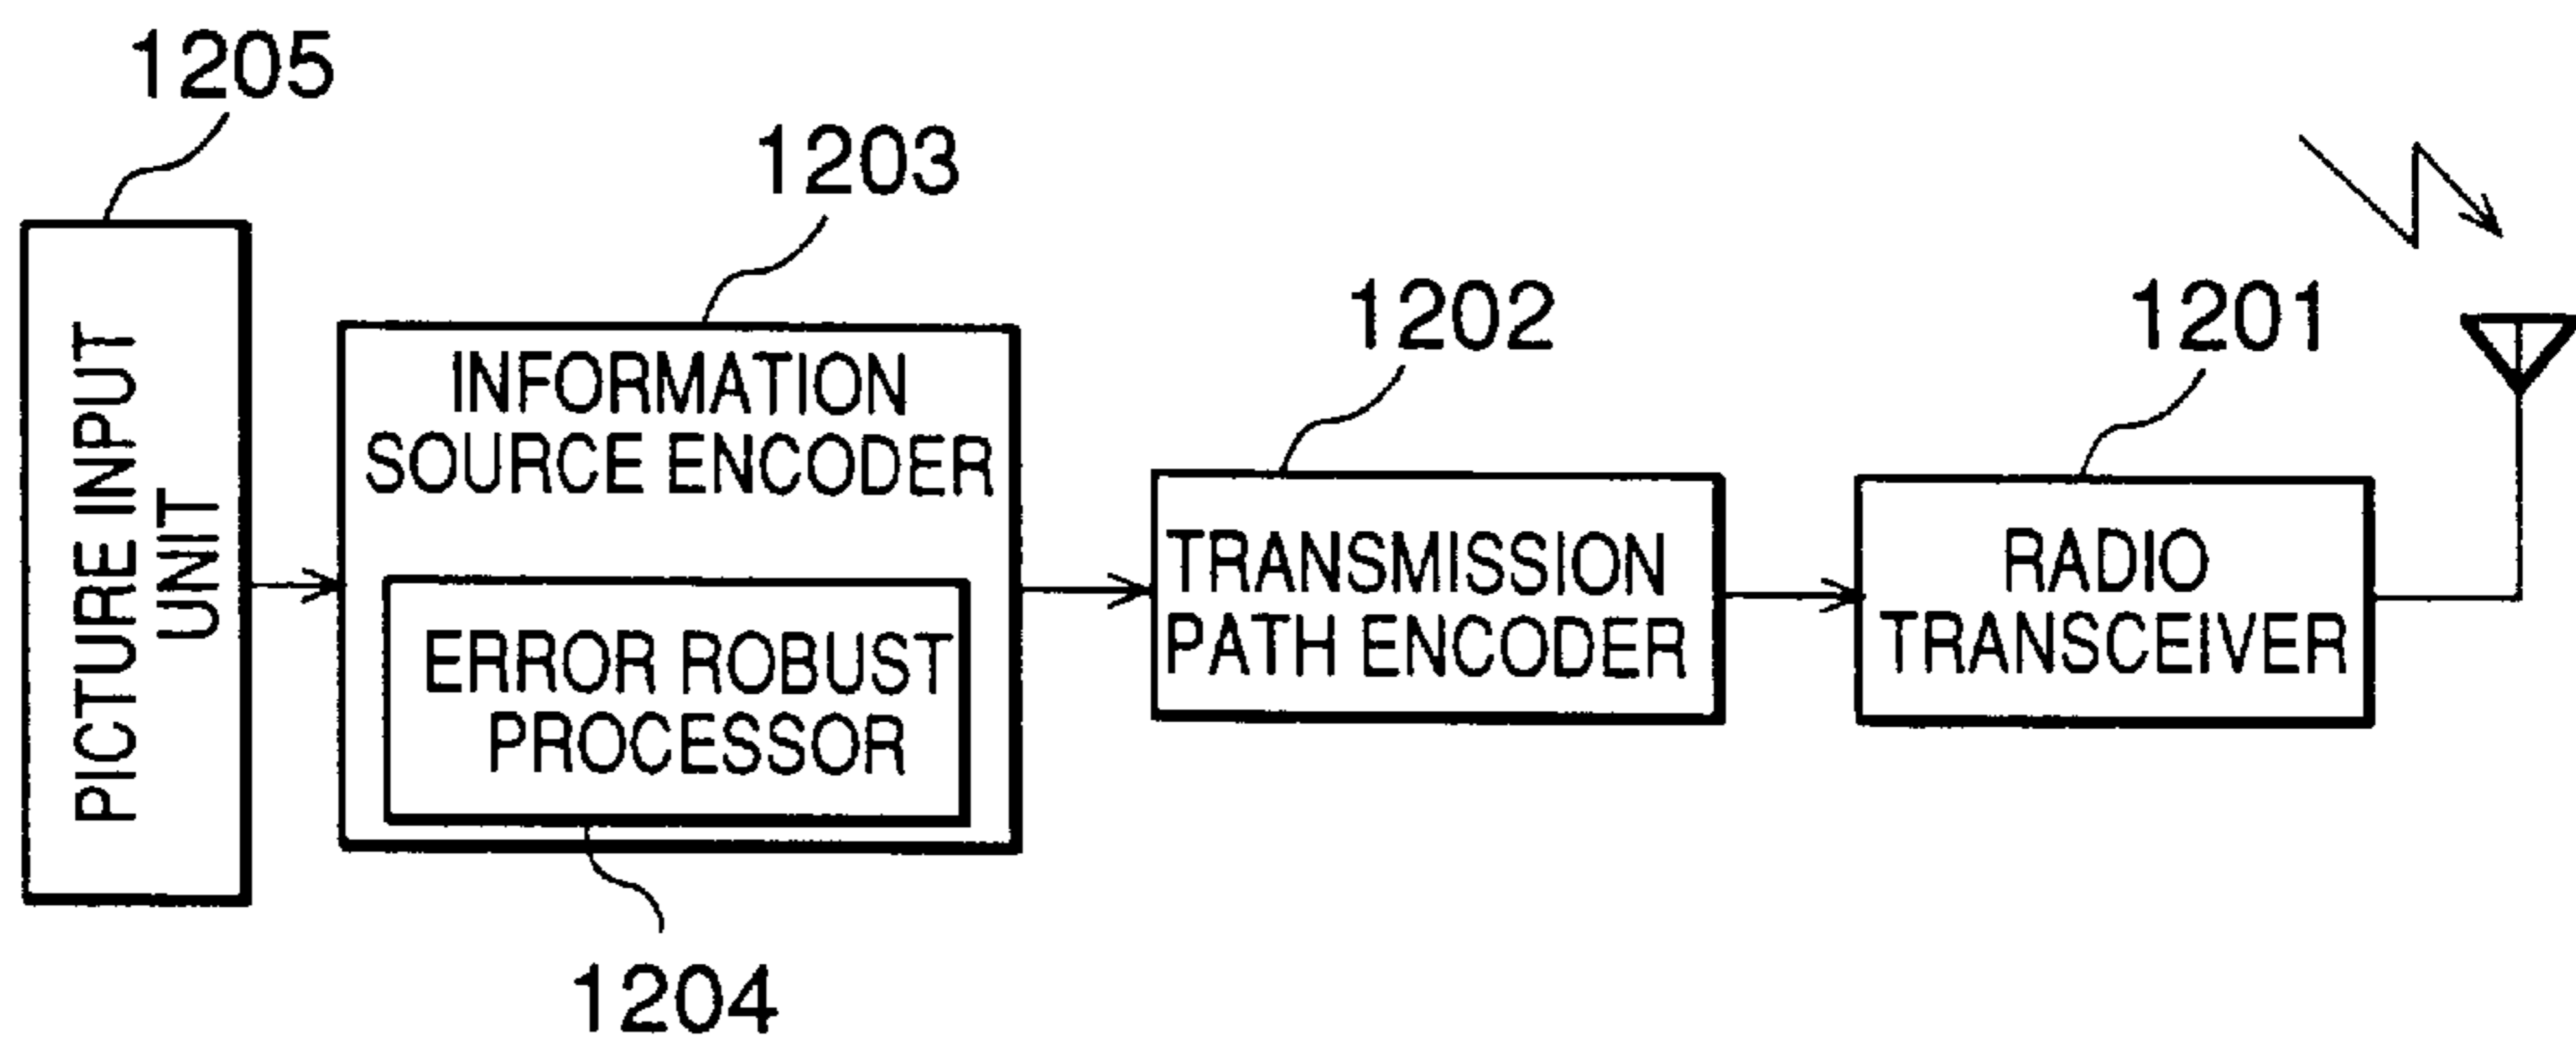 1205
PICTURE INPUT
UNIT
1203
INFORMATION
SOURCE ENCODER
ERROR ROBUST
PROCESSOR
1204
1202
TRANSMISSION
PATH ENCODER
1201
RADIO
TRANSCEIVER